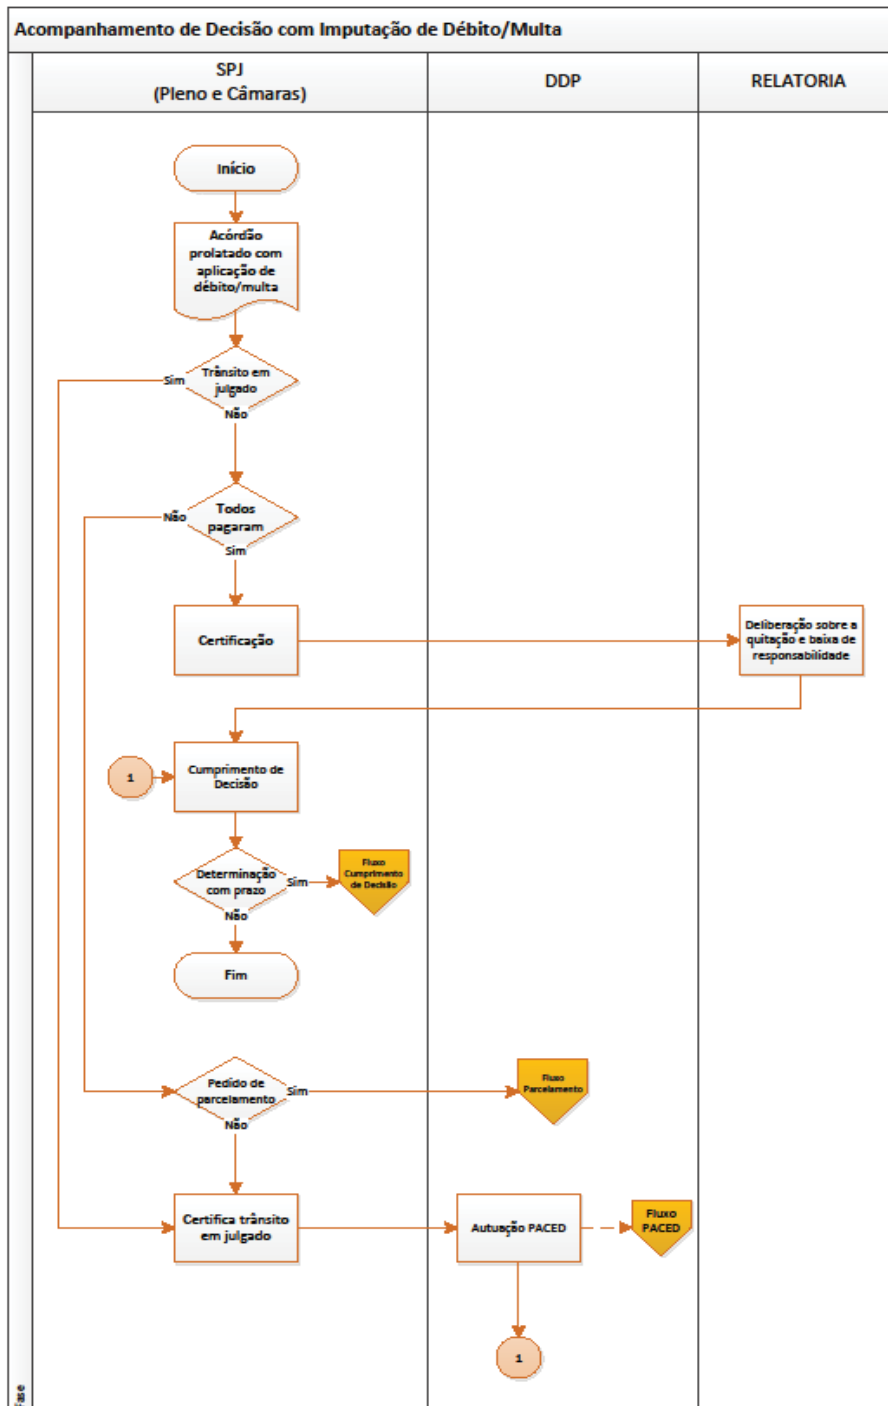 Acompanhamento de Decisão com Imputação de Débito/Multa
SPJ
(Pleno e Câmaras)
DDP
RELATORIA
Início
Acórdão
prolatado com
aplicação de
débito/multa
Trânsito em
julgado
Sim
Não
Todos
pagaram
Não
Sim
Certificação
Deliberação sobre a
quitação e baixa de
responsabilidade
1
Cumprimento de
Decisão
Determinação
com prazo
Sim
Fluxo
Cumprimento
de Decisão
Não
Fim
Pedido de
parcelamento
Sim
Fluxo
Parcelamento
Não
Certifica trânsito
em julgado
Autuação PACED
Fluxo
PACED
1
Fase